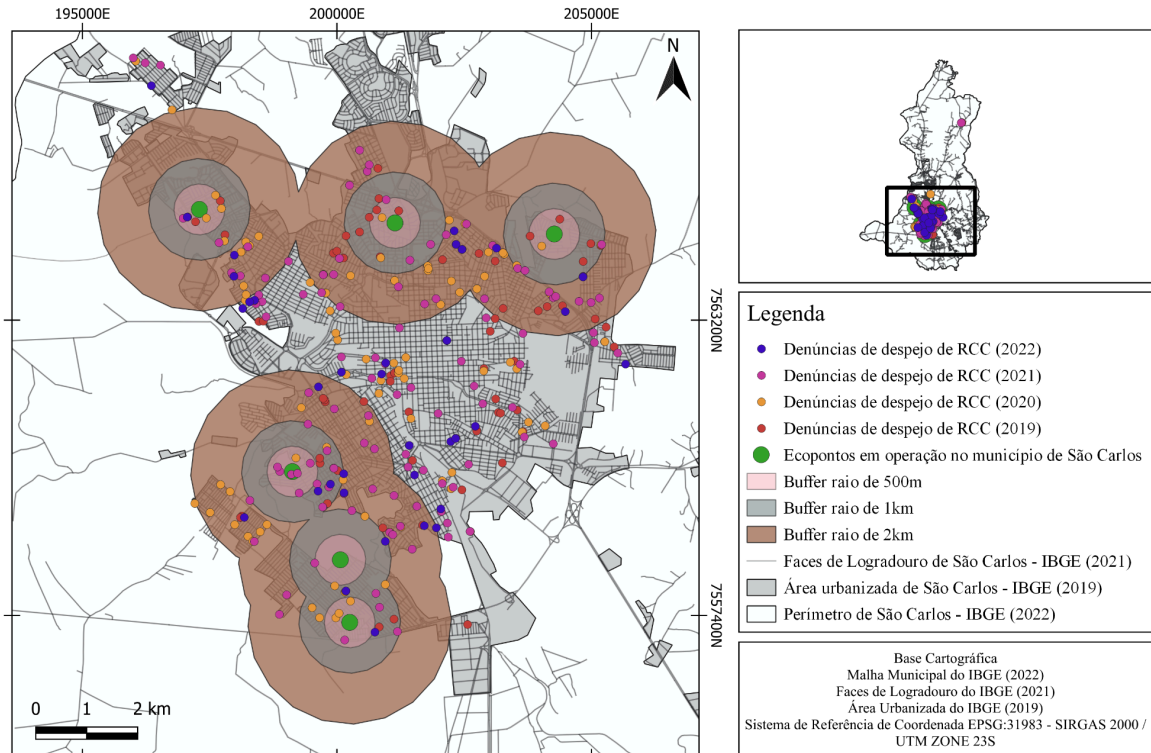 195000E
200000E
205000E
N
7563200N
7557400N
0 1 2 km
Legenda
Denúncias de despejo de RCC (2022)
Denúncias de despejo de RCC (2021)
Denúncias de despejo de RCC (2020)
Denúncias de despejo de RCC (2019)
Ecopontos em operação no município de São Carlos
Buffer raio de 500m
Buffer raio de 1km
Buffer raio de 2km
Faces de Logradouro de São Carlos - IBGE (2021)
Área urbanizada de São Carlos - IBGE (2019)
Perímetro de São Carlos - IBGE (2022)
Base Cartográfica
Malha Municipal do IBGE (2022)
Faces de Logradouro do IBGE (2021)
Área Urbanizada do IBGE (2019)
Sistema de Referência de Coordenada EPSG:31983 - SIRGAS 2000 /
UTM ZONE 23S